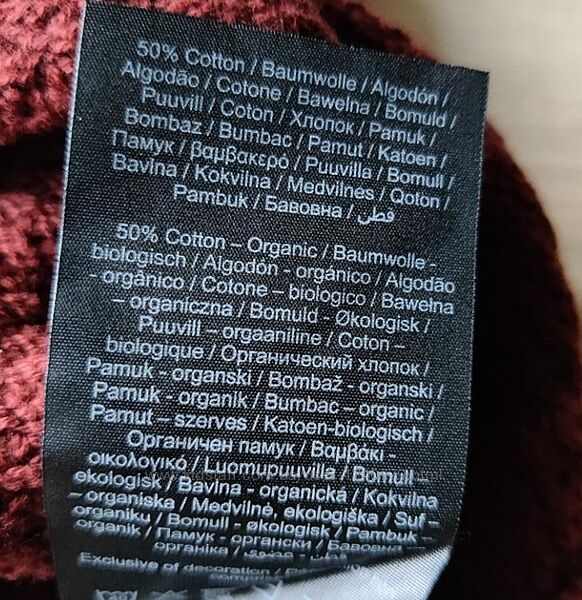 50% Cotton / Baumwolle / Algodón /
Algodão / Cotone / Bawełna / Bomuld /
Puuvill / Coton / Хлопок / Pamuk /
Bombaž / Bumbac / Pamut / Katoen /
Памук / βαμβακερό / Puuvilla / Bomull /
Bavlna / Kokvilna / Medvilnės / Qoton /
Pambuk / Бавовна / قطن
50% Cotton – Organic / Baumwolle -
biologisch / Algodón - orgánico / Algodão
- orgânico / Cotone – biologico / Bawełna
– organiczna / Bomuld - Økologisk /
Puuvill – orgaaniline / Coton –
biologique / Органический хлопок /
Pamuk - organski / Bombaž - organski /
Pamuk - organik / Bumbac – organic /
Pamut – szerves / Katoen-biologisch /
Органичен памук / Βαμβάκι -
οικολογικό / Luomupuuvilla / Bomull –
ekologisk / Bavlna - organická / Kokvilna
– organiska / Medvilnė, ekologiška / Suf –
organiku / Bomull - økologisk / Pambuk –
organik / Памук - органски / Бавовна –
органіка /
Exclusive of decoration /